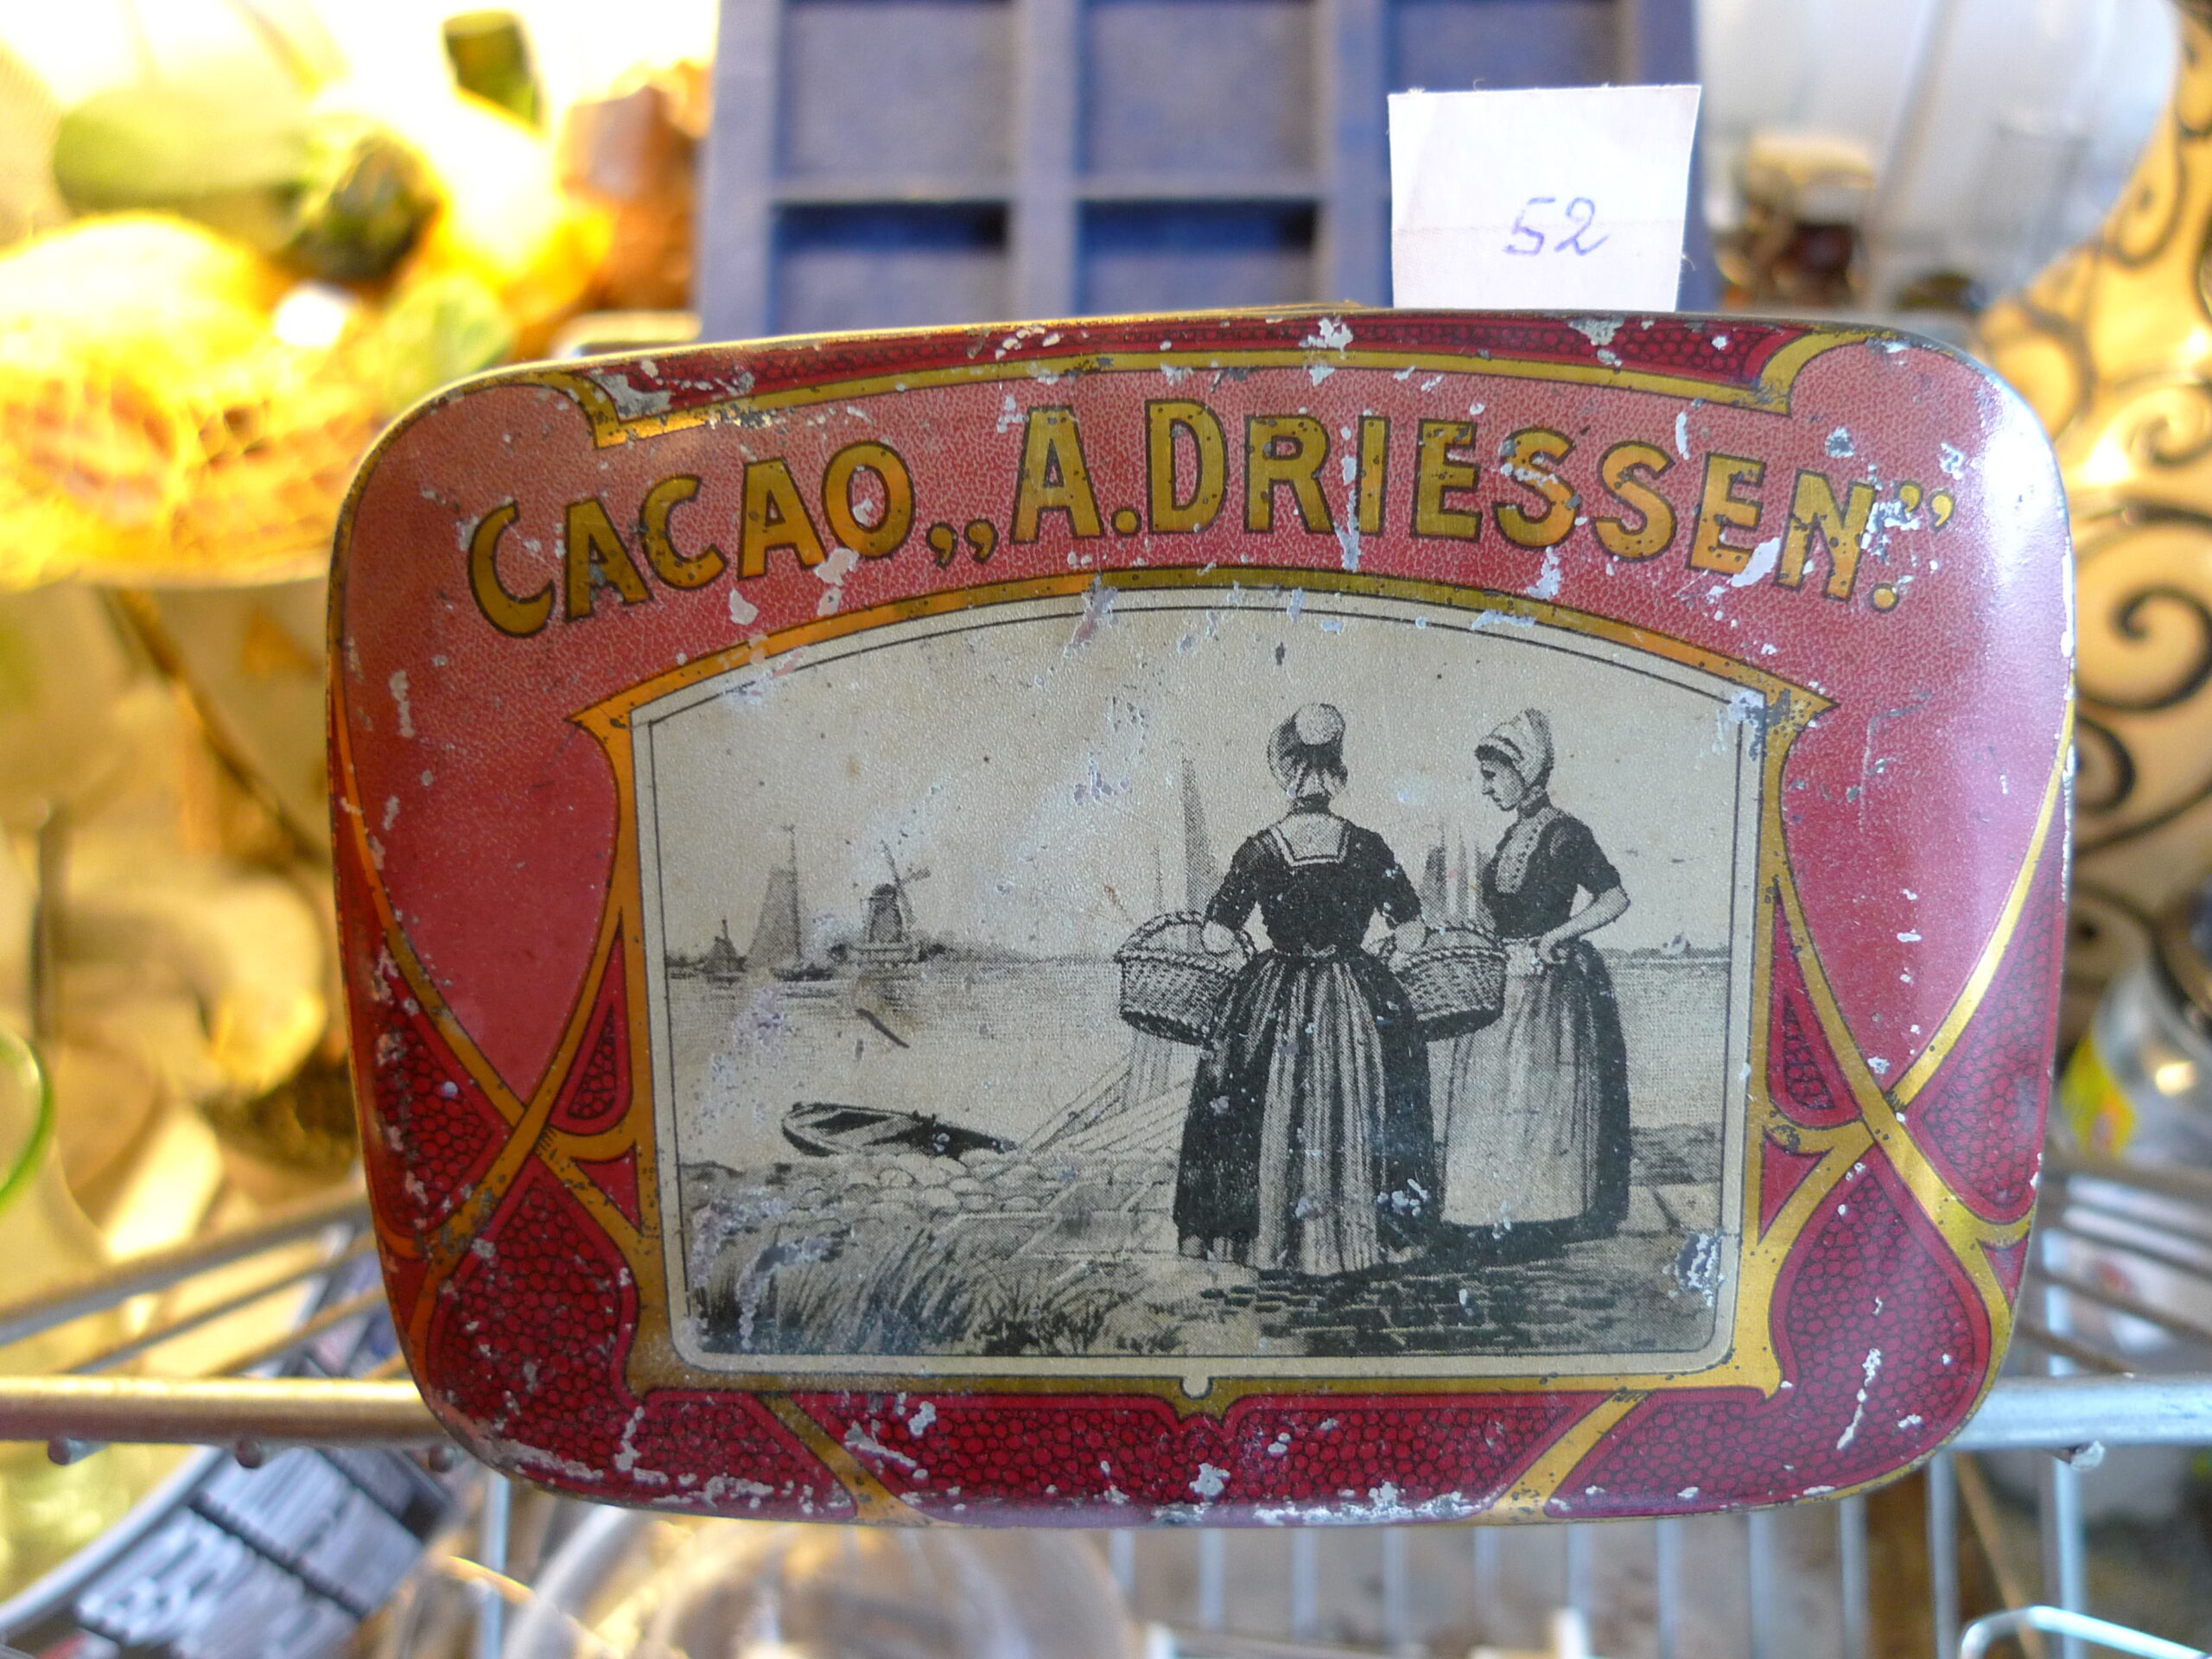 52
CACAO „A. DRIESSEN.”